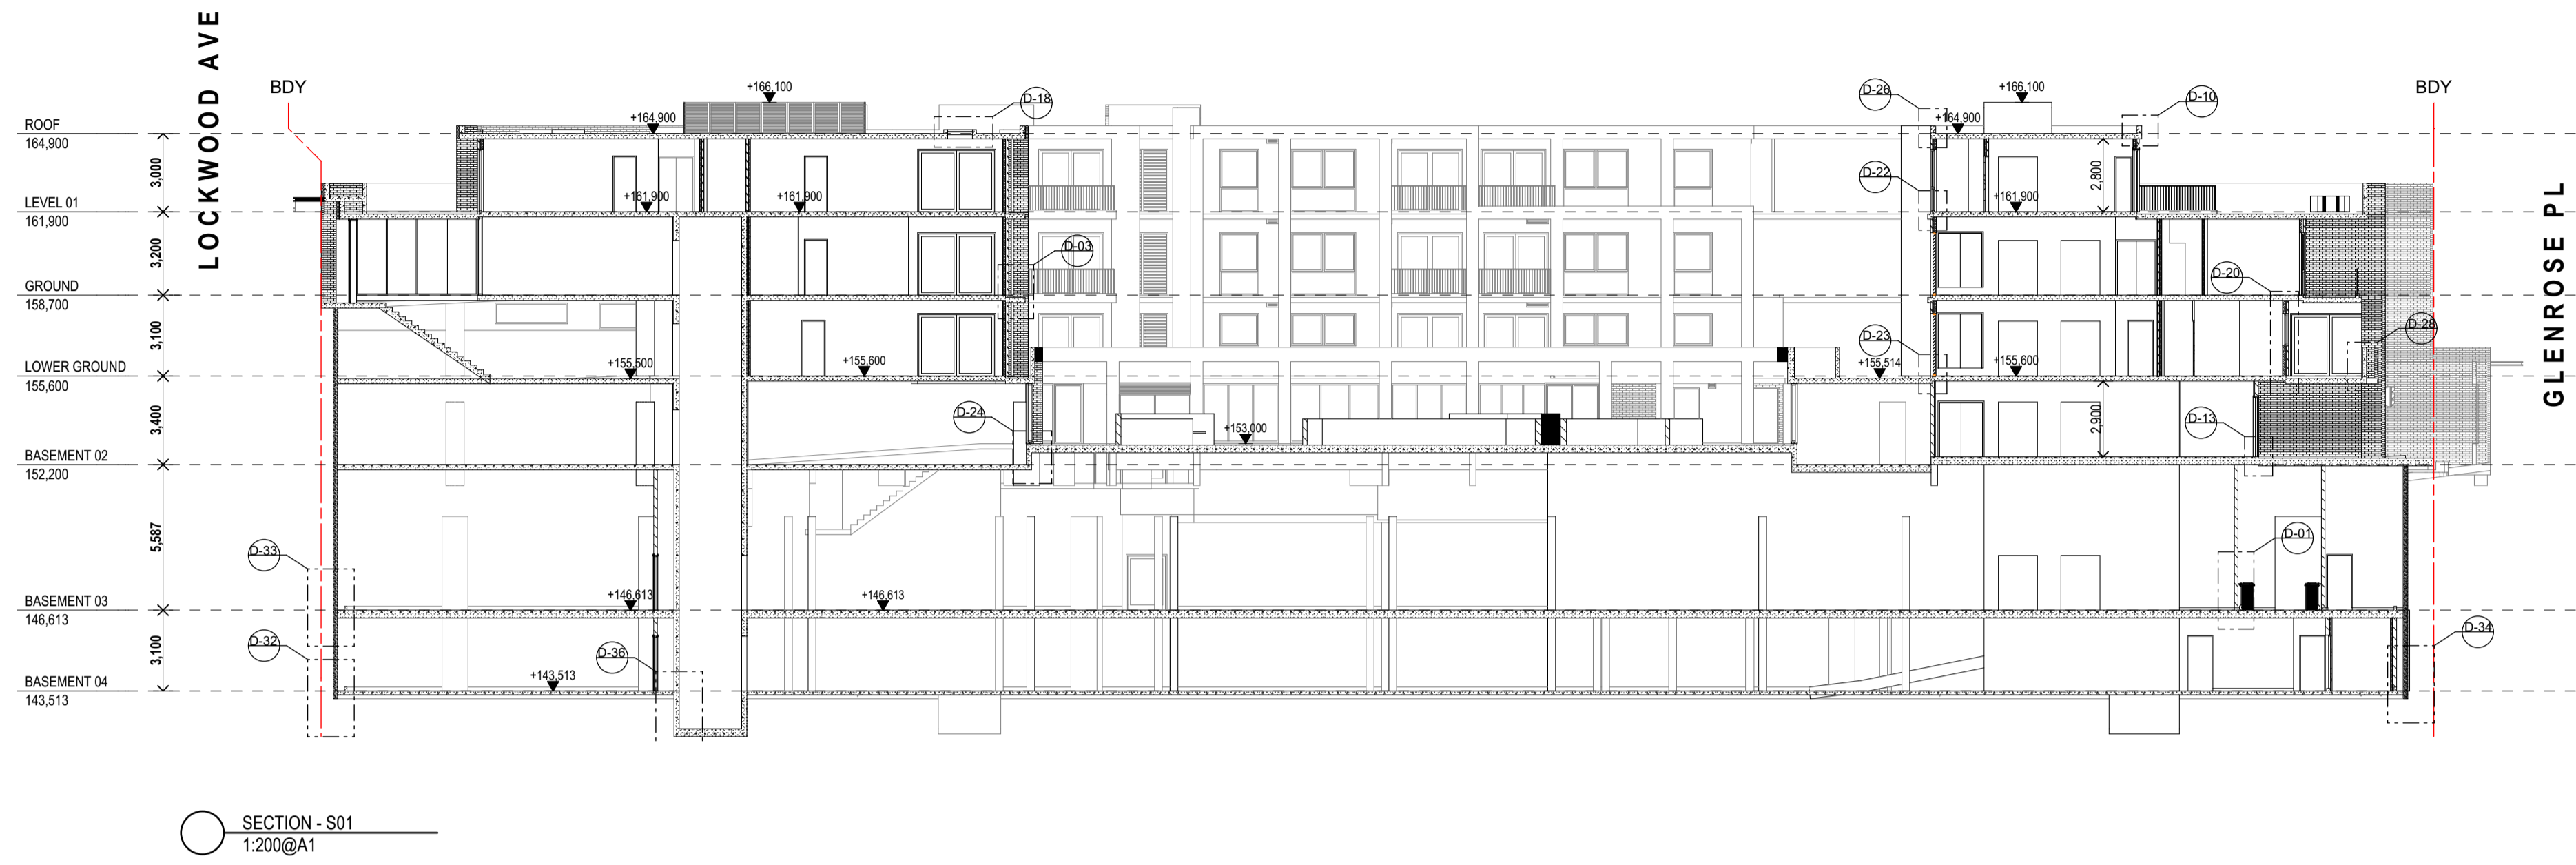 LOCKWOOD AVE
BDY
+166,100
D-18
D-26
+166,100
D-10
BDY
ROOF
164,900
+164,900
+164,900
3,000
D-22
2,800
LEVEL 01
161,900
+161,900
+161,900
+161,900
3,200
D-03
D-20
GLENROSE PL
GROUND
158,700
3,100
D-23
D-28
LOWER GROUND
155,600
+155,500
+155,600
+155,514
+155,600
3,400
D-24
+153,000
2,900
D-13
BASEMENT 02
152,200
5,587
D-33
D-01
BASEMENT 03
146,613
+146,613
+146,613
3,100
D-32
D-36
D-34
BASEMENT 04
143,513
+143,513
SECTION - S01
1:200@A1